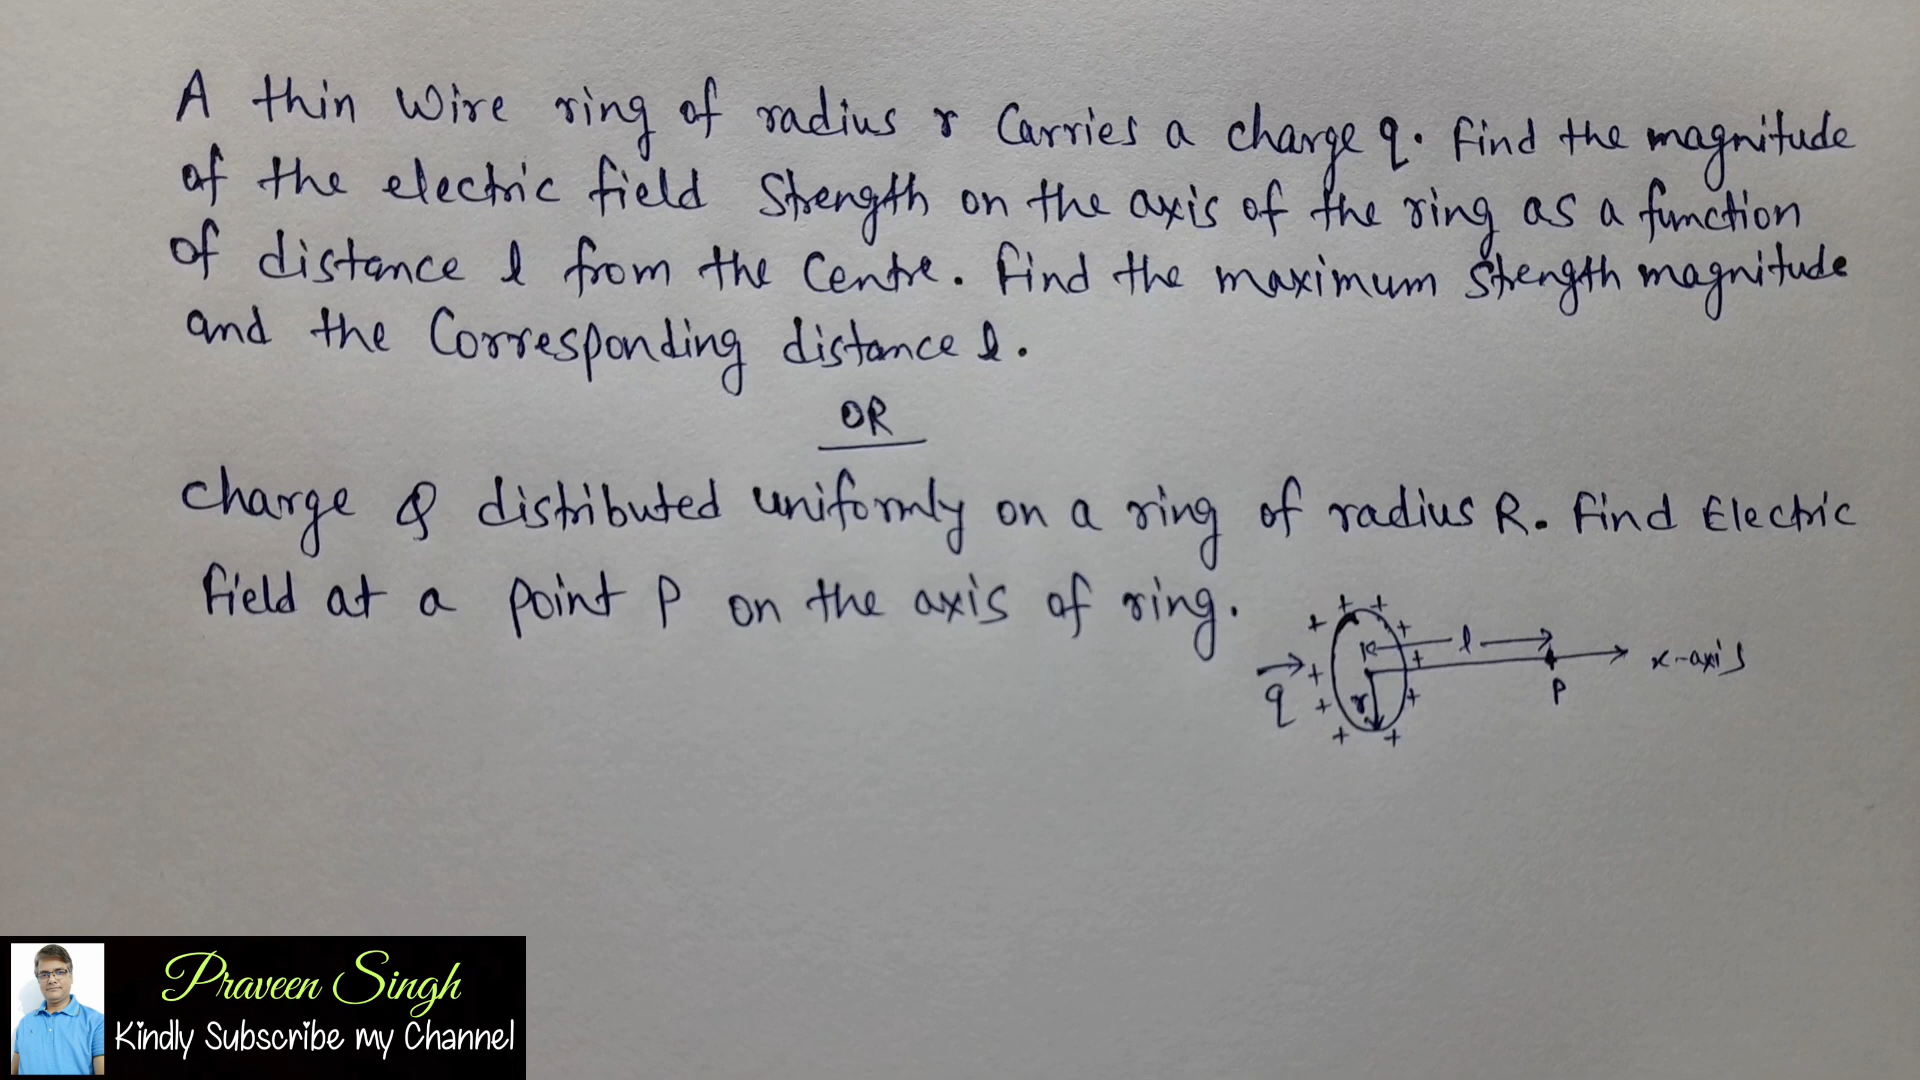 A thin Wire ring of radius r Carries a charge q. Find the magnitude
of the electric field Strength on the axis of the ring as a function
of distance l from the Centre. Find the maximum Strength magnitude
and the Corresponding distance l.
OR
Charge Q distributed uniformly on a ring of radius R. Find Electric
Field at a point P on the axis of ring.
+ + + +
l
+ + x-axis
q r P
+ +
+ +
Praveen Singh
Kindly Subscribe my Channel